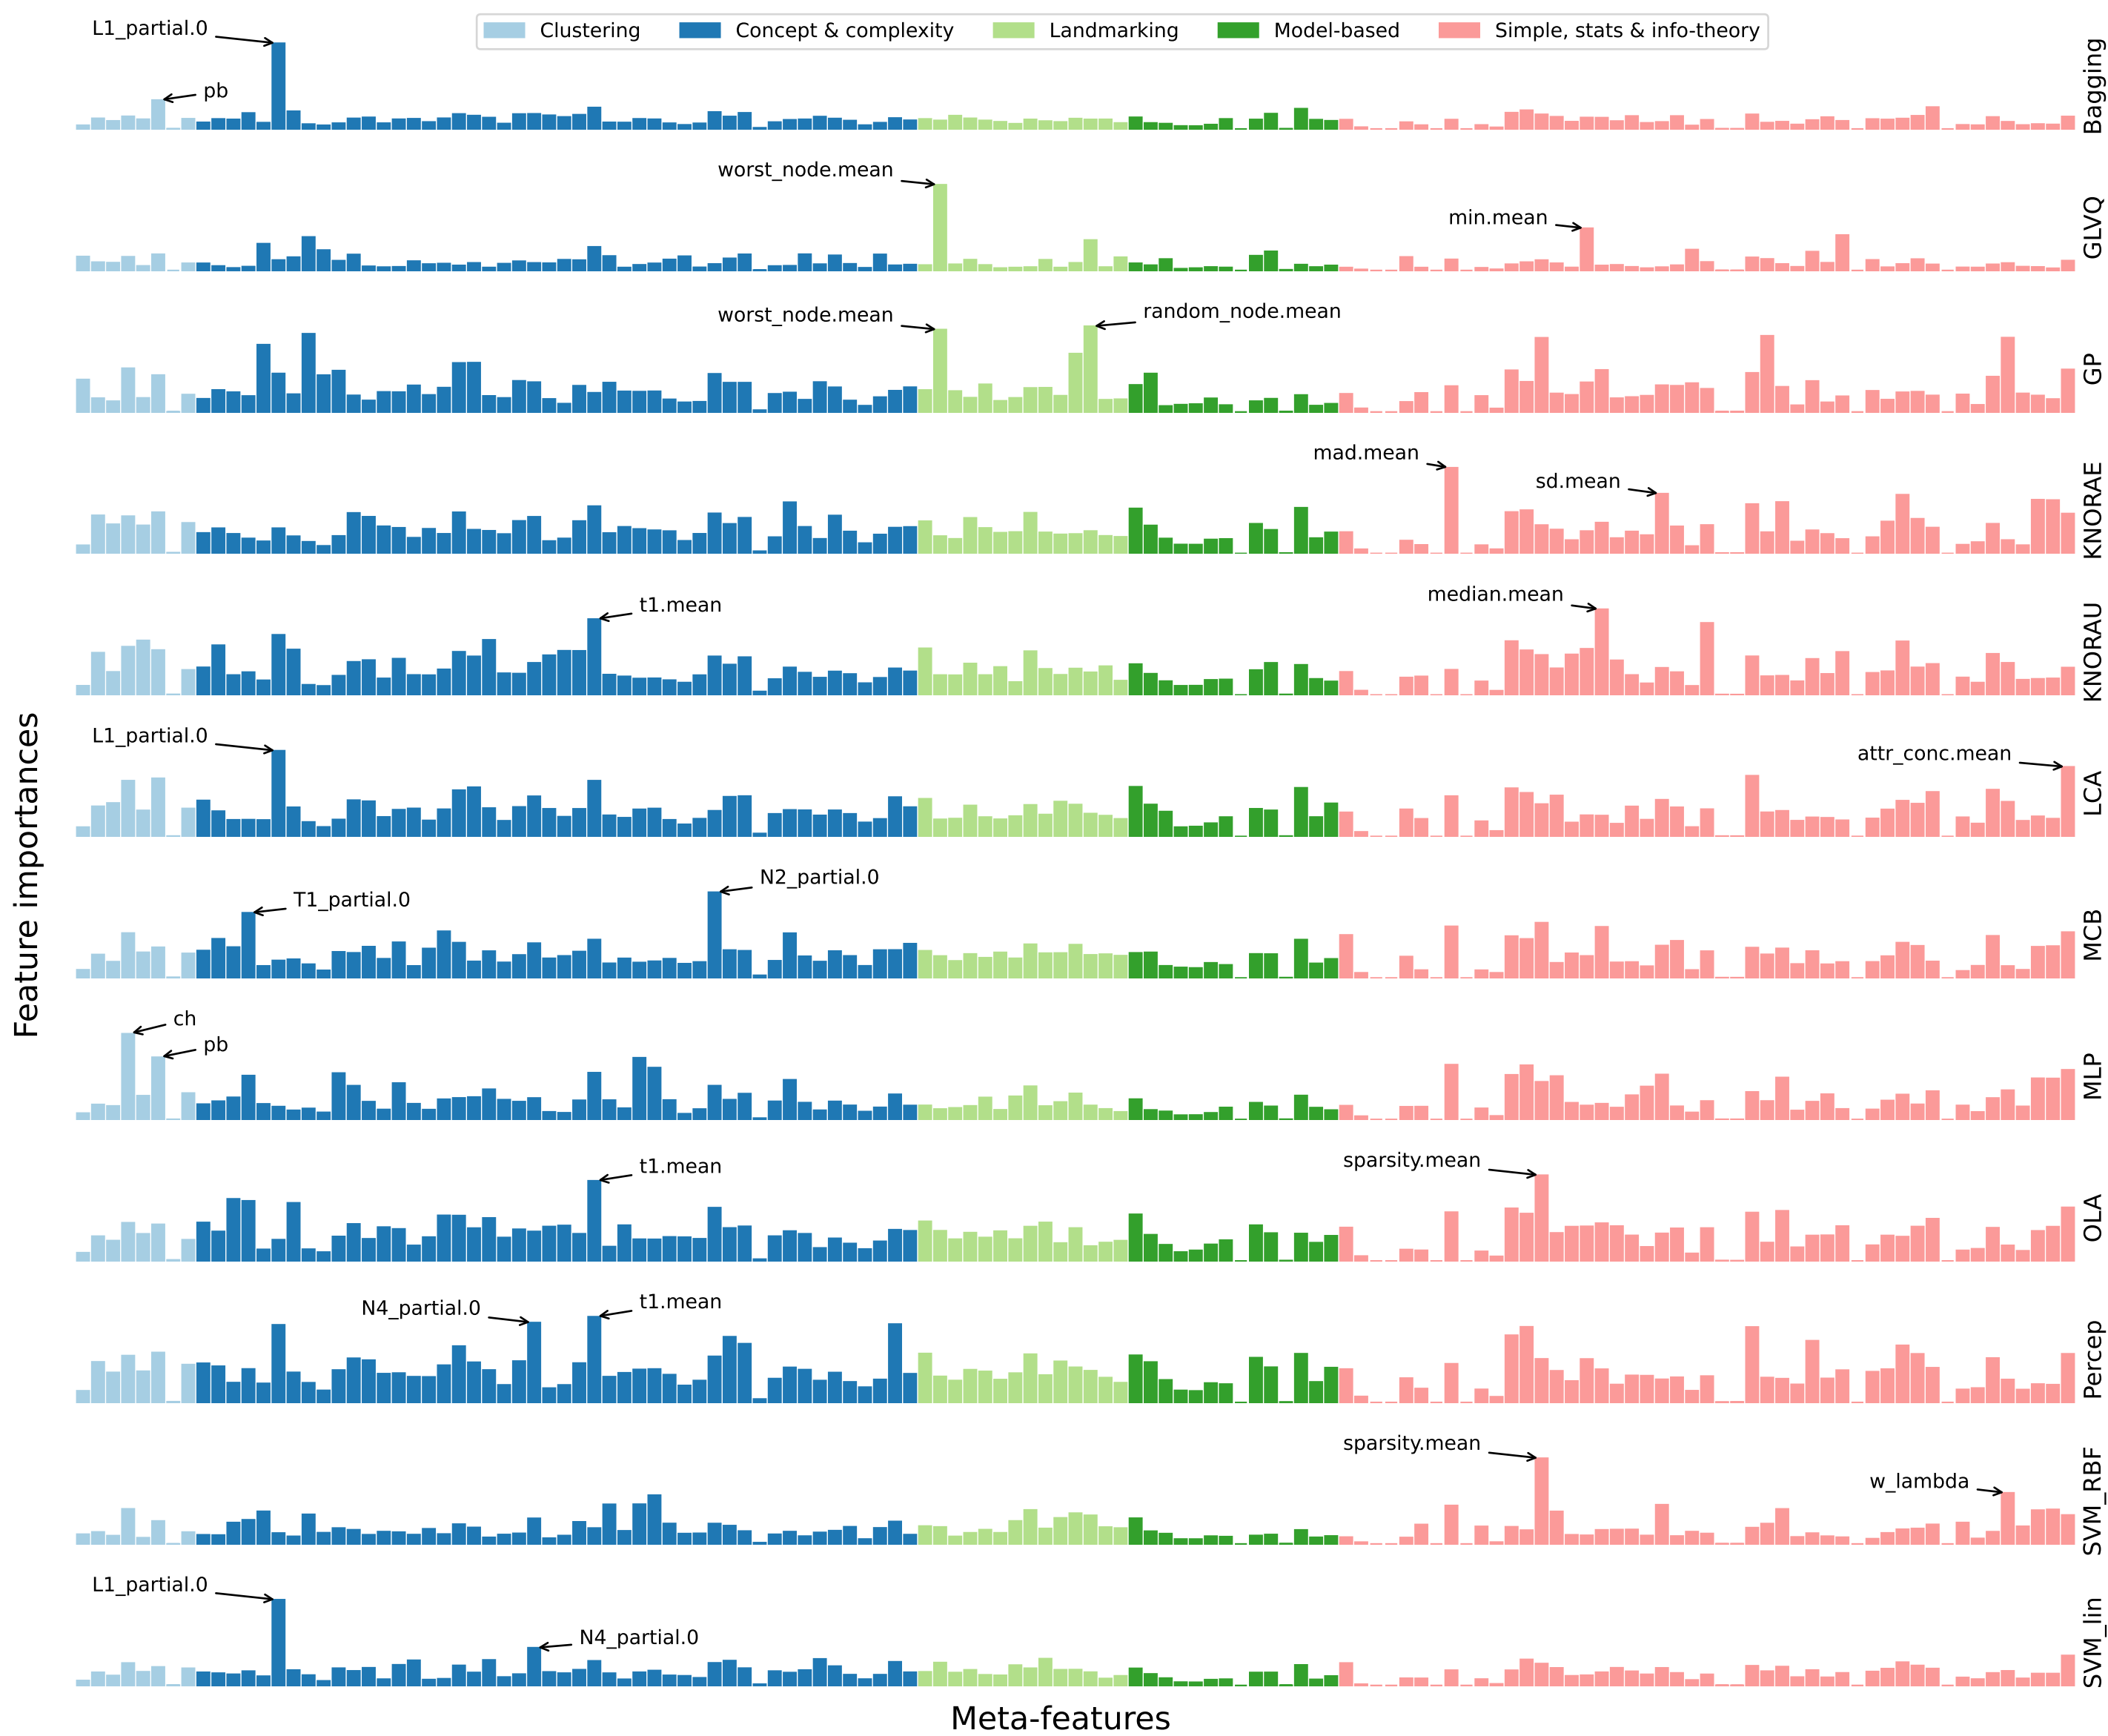 Clustering
Concept & complexity
Landmarking
Model-based
Simple, stats & info-theory
L1_partial.0
pb
Bagging
worst_node.mean
min.mean
GLVQ
worst_node.mean
random_node.mean
GP
mad.mean
sd.mean
KNORAE
t1.mean
median.mean
KNORAU
L1_partial.0
attr_conc.mean
LCA
T1_partial.0
N2_partial.0
MCB
ch
pb
MLP
t1.mean
sparsity.mean
OLA
N4_partial.0
t1.mean
Percep
sparsity.mean
w_lambda
SVM_RBF
L1_partial.0
N4_partial.0
SVM_lin
Feature importances
Meta-features